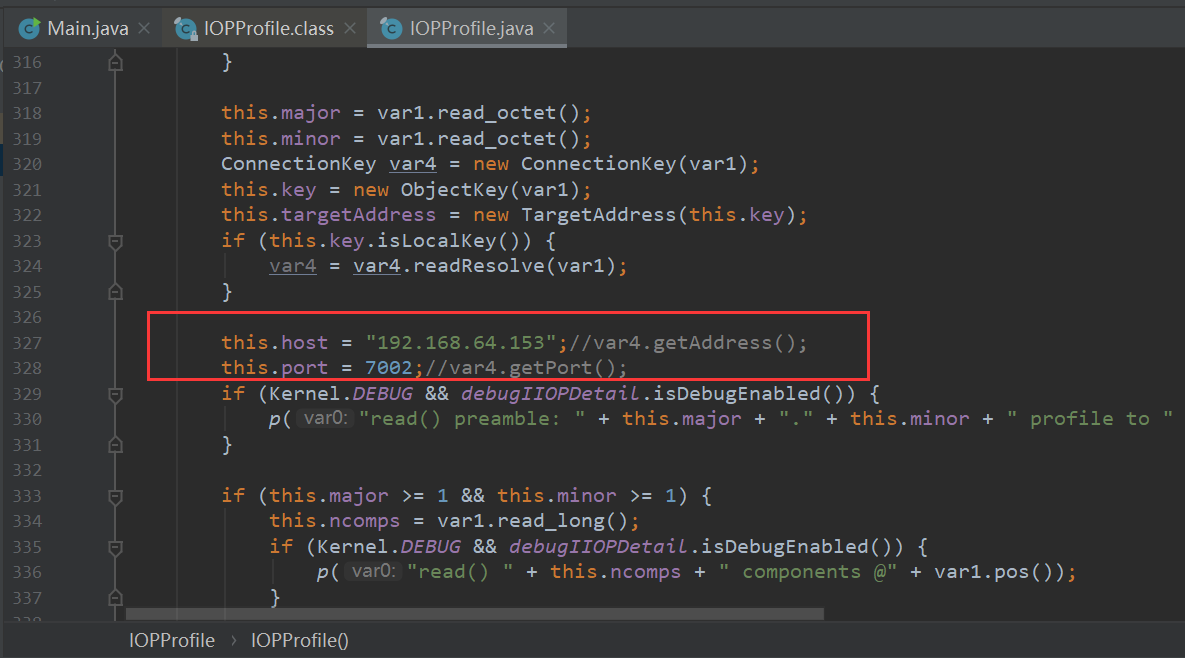 Main.java
IOPProfile.class
IOPProfile.java
316 }
317
318 this.major = var1.read_octet();
319 this.minor = var1.read_octet();
320 ConnectionKey var4 = new ConnectionKey(var1);
321 this.key = new ObjectKey(var1);
322 this.targetAddress = new TargetAddress(this.key);
323 if (this.key.isLocalKey()) {
324 var4 = var4.readResolve(var1);
325 }
326
327 this.host = "192.168.64.153";//var4.getAddress();
328 this.port = 7002;//var4.getPort();
329 if (Kernel.DEBUG && debugIIOPDetail.isDebugEnabled()) {
330 p( var0: "read() preamble: " + this.major + "." + this.minor + " profile to "
331 }
332
333 if (this.major >= 1 && this.minor >= 1) {
334 this.ncomps = var1.read_long();
335 if (Kernel.DEBUG && debugIIOPDetail.isDebugEnabled()) {
336 p( var0: "read() " + this.ncomps + " components @" + var1.pos());
337 }
IOPProfile › IOPProfile()